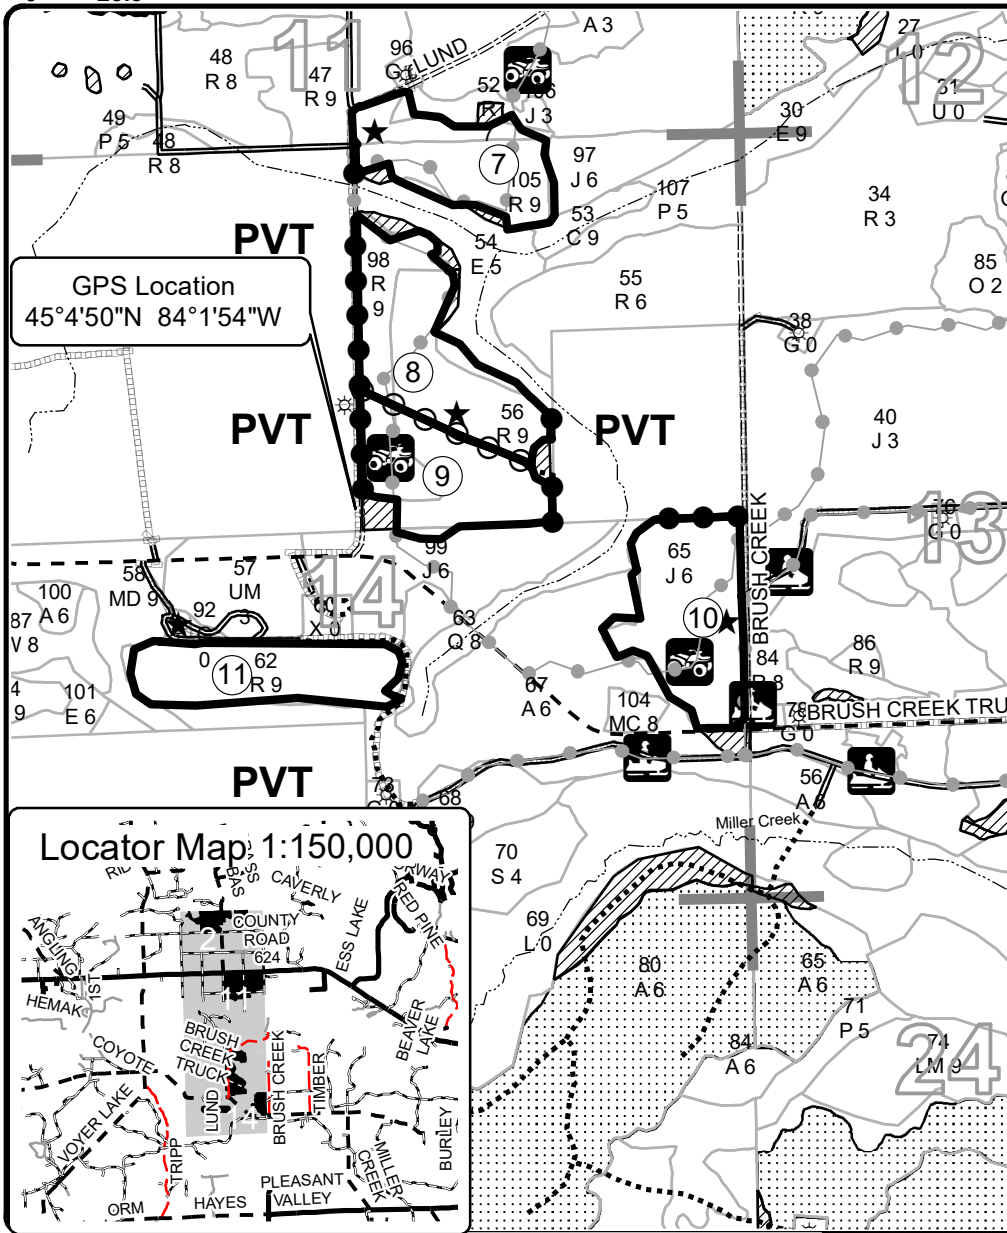 11
12
A 3
27
96
G
LUND
48
R 8
47
R 9
52
R
J 3
31
U 0
30
E 9
49
P 5
48
R 8
7
97
J 6
105
R 9
107
P 5
34
R 3
53
C 9
PVT
54
E 5
98
R
9
55
R 6
85
O 2
GPS Location
45°4'50"N 84°1'54"W
38
G 0
8
56
R 9
PVT
PVT
40
J 3
9
BRUSH CREEK
13
G 0
65
J 6
99
J 6
14
58
MD 9
57
UM
3
100
A 6
92
X 0
87
63
Q 8
10
86
R 9
84
R 8
0
11
62
R 9
67
A 6
104
MC 8
4
9
101
E 6
78
G 0
BRUSH CREEK TRU
PVT
68
56
A 6
Miller Creek
70
S 4
69
L 0
80
A 6
65
A 6
71
P 5
84
A 6
74
LM 9
24
Locator Map 1:150,000
CAVERLY
RED PINE
COUNTY
ROAD
624
2
ESS LAKE
ANGLING
1ST
HEMAK
BEAVER
LAKE
BRUSH
CREEK
TRUCK
COYOTE
LUND
BRUSH CREEK
TIMBER
VOYER LAKE
TRIPP
MILLER
CREEK
BURLEY
PLEASANT
VALLEY
ORM
HAYES